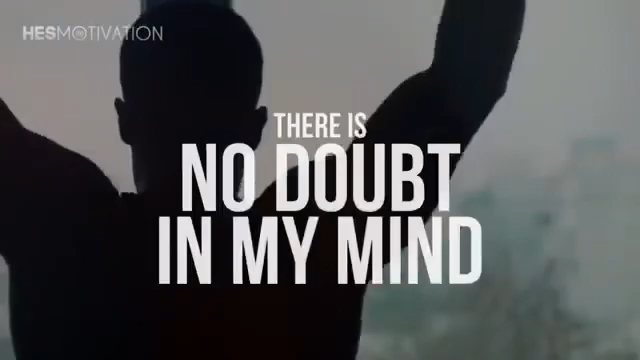 HESMOTIVATION
THERE IS
NO DOUBT
IN MY MIND